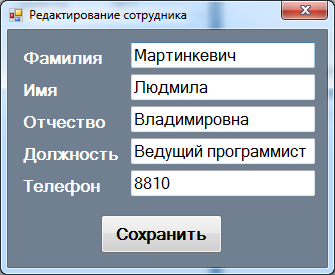 Редактирование сотрудника
Фамилия Мартинкевич
Имя Людмила
Отчество Владимировна
Должность Ведущий программист
Телефон 8810
Сохранить